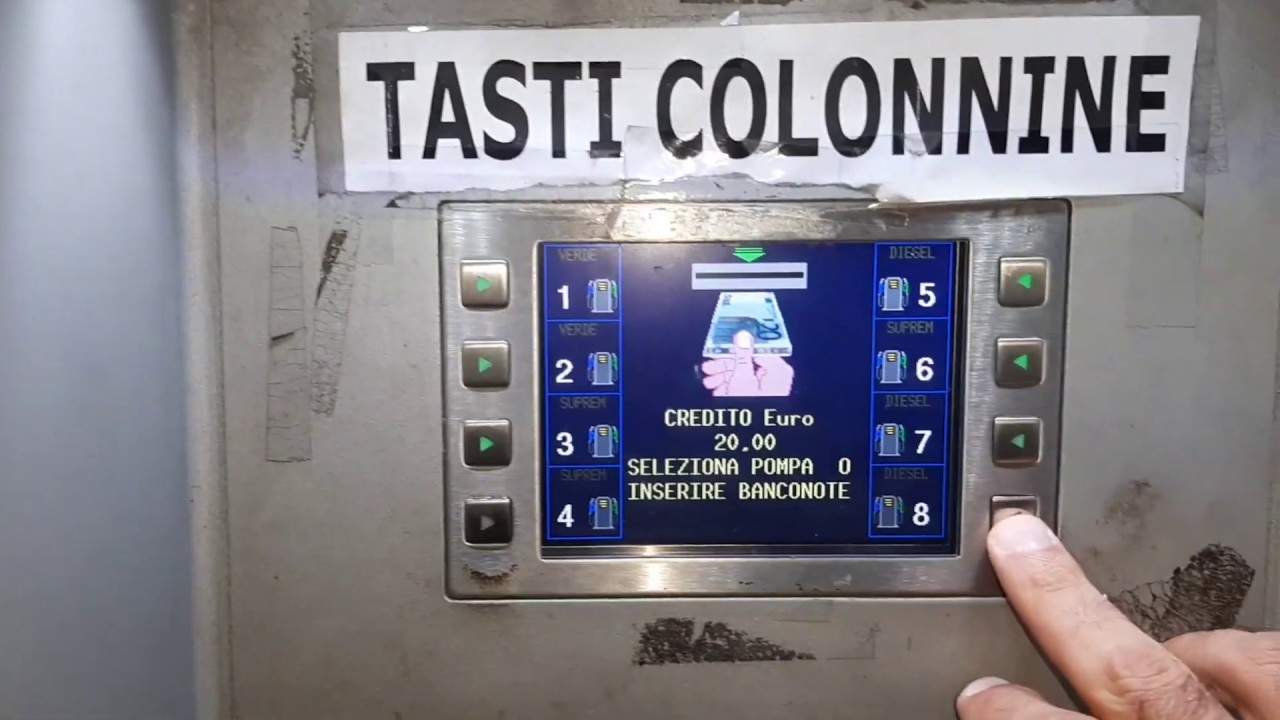 TASTI COLONNINE
VERDE
1
VERDE
2
SUPREM
3
SUPREM
4
20
CREDITO Euro
20.00
SELEZIONA POMPA O
INSERIRE BANCONOTE
DIESEL
5
SUPREM
6
DIESEL
7
DIESEL
8